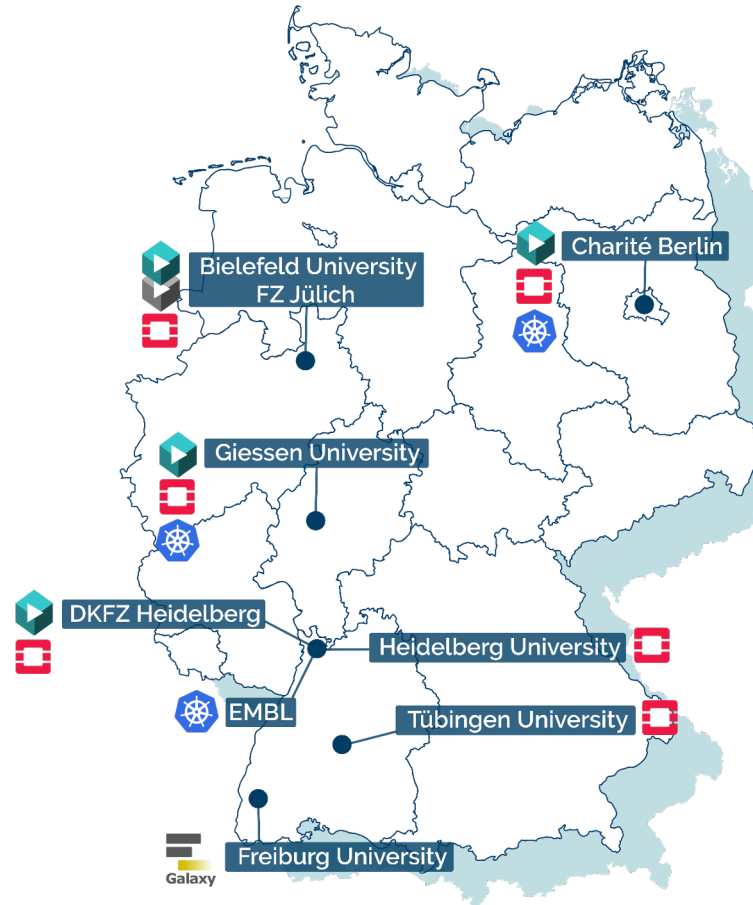 Charité Berlin
Bielefeld University
FZ Jülich
Giessen University
DKFZ Heidelberg
Heidelberg University
EMBL
Tübingen University
Freiburg University
Galaxy